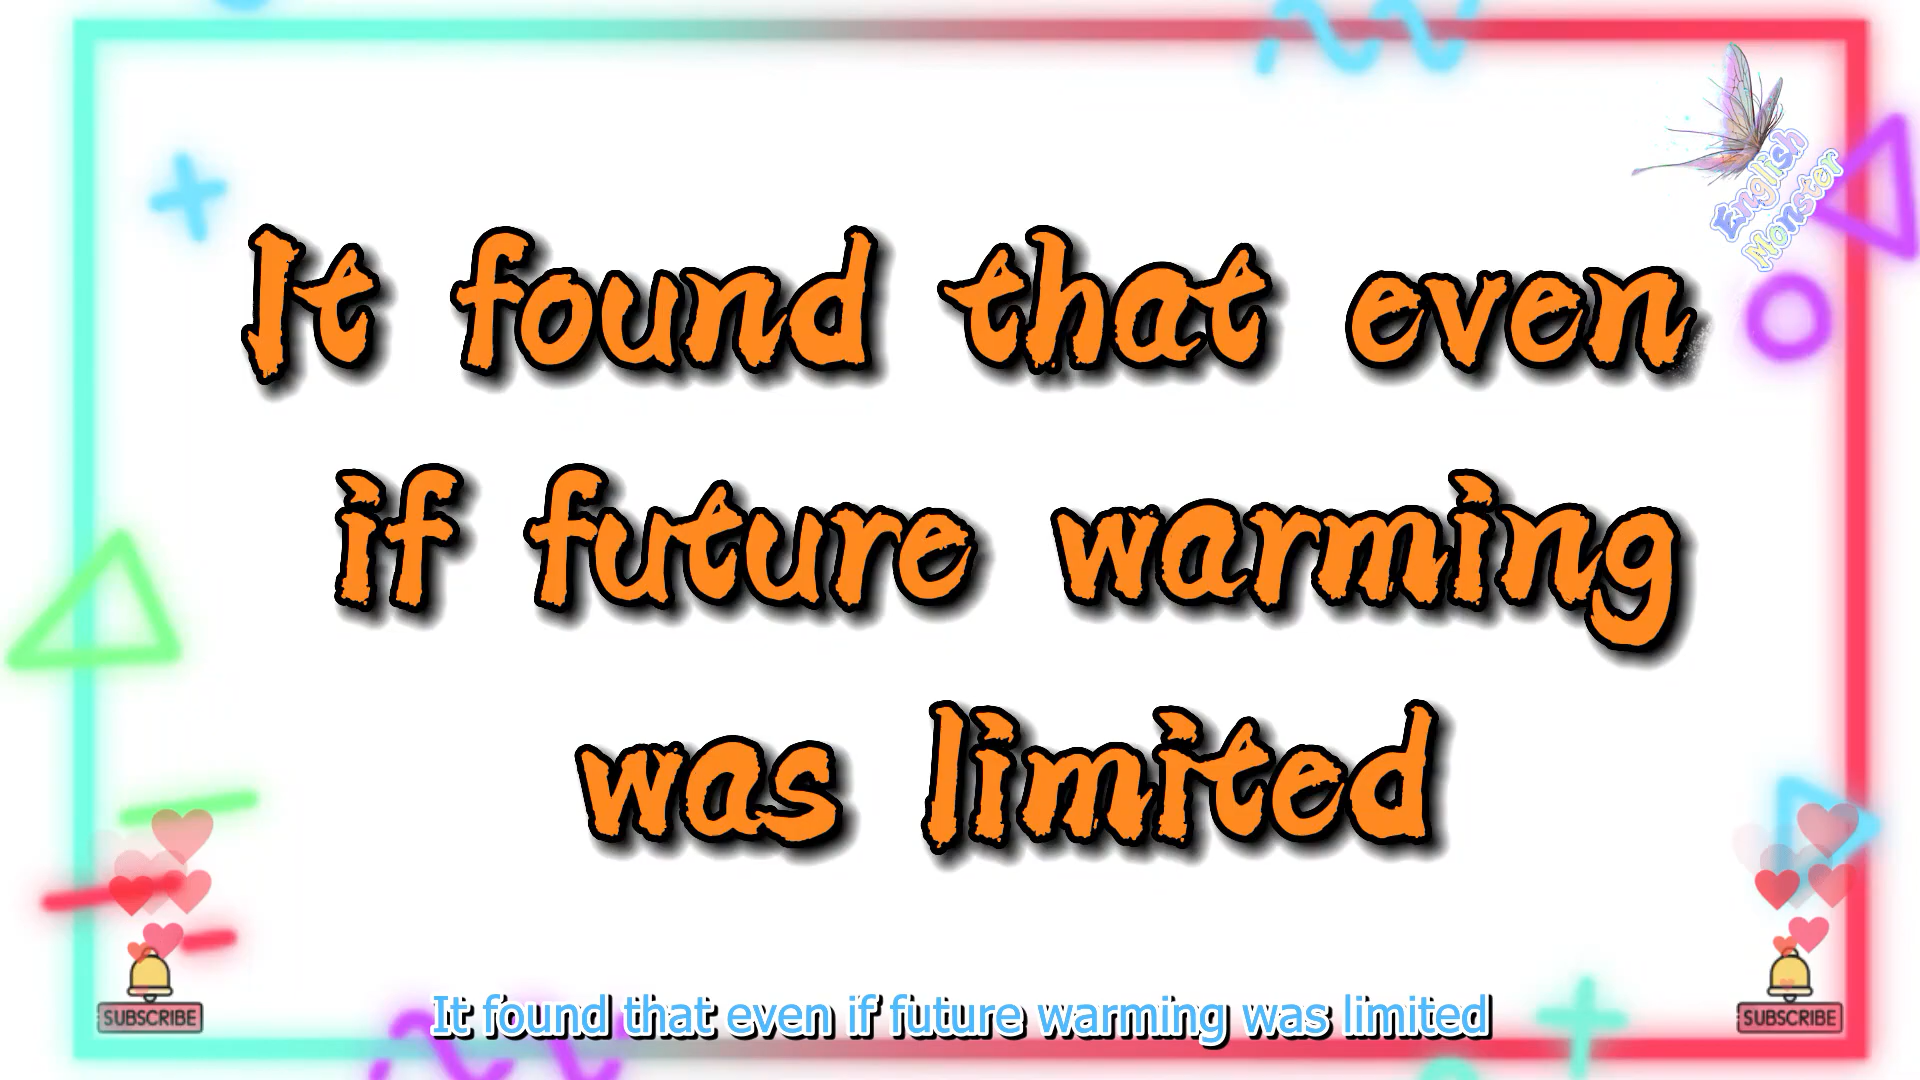 English
Monster
It found that even
if future warming
was limited
SUBSCRIBE
SUBSCRIBE
It found that even if future warming was limited